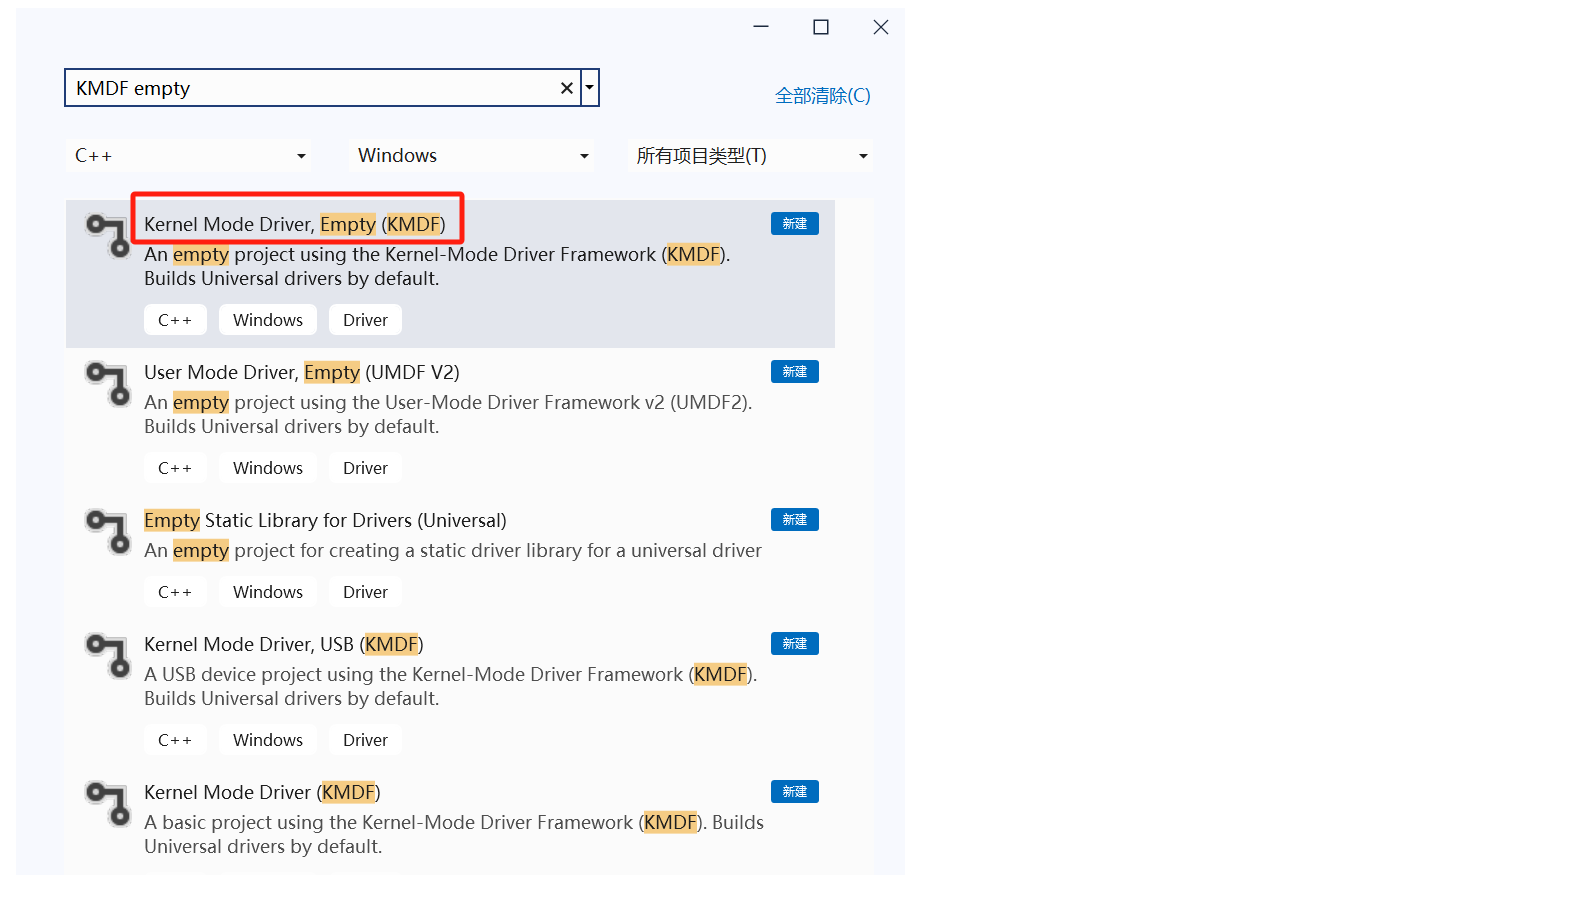 KMDF empty
全部清除(C)
C++ Windows 所有项目类型(T)
Kernel Mode Driver, Empty (KMDF) 新建
An empty project using the Kernel-Mode Driver Framework (KMDF).
Builds Universal drivers by default.
C++ Windows Driver
User Mode Driver, Empty (UMDF V2) 新建
An empty project using the User-Mode Driver Framework v2 (UMDF2).
Builds Universal drivers by default.
C++ Windows Driver
Empty Static Library for Drivers (Universal) 新建
An empty project for creating a static driver library for a universal driver
C++ Windows Driver
Kernel Mode Driver, USB (KMDF) 新建
A USB device project using the Kernel-Mode Driver Framework (KMDF).
Builds Universal drivers by default.
C++ Windows Driver
Kernel Mode Driver (KMDF) 新建
A basic project using the Kernel-Mode Driver Framework (KMDF). Builds
Universal drivers by default.